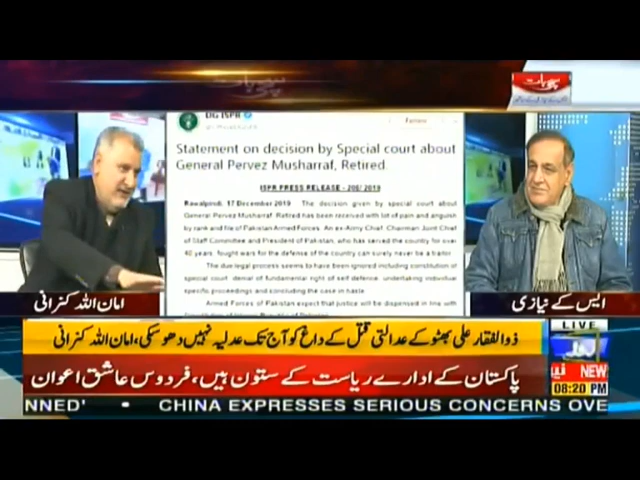 سچی بات
DG ISPR
Follow
Statement on decision by Special court about
General Pervez Musharraf, Retired.
ISPR PRESS RELEASE - 205/ 2019
Rawalpindi, 17 December 2019 The decision given by special court about
General Pervez Musharraf, Retired has been received with lot of pain and anguish
by rank and file of Pakistan Armed Forces. An ex-Army Chief, Chairman Joint Chief
of Staff Committee and President of Pakistan, who has served the country for over
40 years, fought wars for the defense of the country can surely never be a traitor.
The due legal process seems to have been ignored including constitution of
special court, denial of fundamental right of self defence, undertaking individual
specific proceedings and concluding the case in haste.
Armed Forces of Pakistan expect that justice will be dispensed in line with
امان اللہ کنرانی
ایس کے نیازی
ذوالفقار علی بھٹو کے عدالتی قتل کے داغ کو آج تک عدلیہ نہیں دھو سکی، امان اللہ کنرانی
پاکستان کے ادارے ریاست کے ستون ہیں، فردوس عاشق اعوان
LIVE
NEW
08:20 PM
NNED' • CHINA EXPRESSES SERIOUS CONCERNS OVE